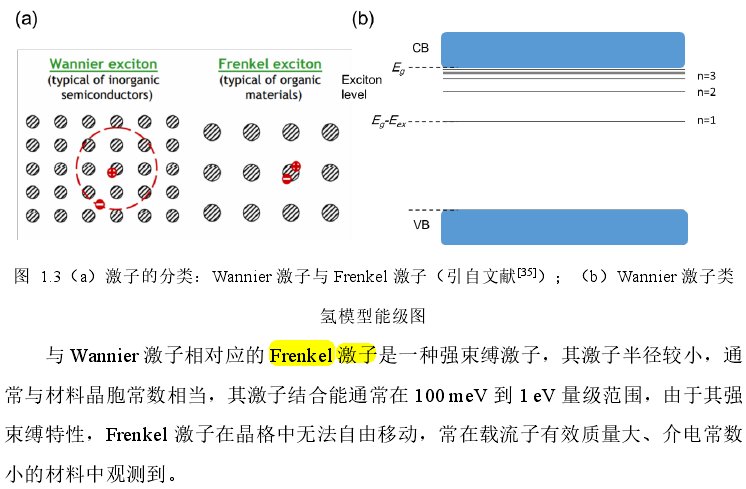 (a)
Wannier exciton
(typical of inorganic
semiconductors)
Frenkel exciton
(typical of organic
materials)
(b)
CB
Eg
Exciton
level
n=3
n=2
Eg-Eex
n=1
VB
图 1.3（a）激子的分类：Wannier 激子与 Frenkel 激子（引自文献[35]）；（b）Wannier 激子类
氢模型能级图
与 Wannier 激子相对应的 Frenkel 激子是一种强束缚激子，其激子半径较小，通
常与材料晶胞常数相当，其激子结合能通常在 100 meV 到 1 eV 量级范围，由于其强
束缚特性，Frenkel 激子在晶格中无法自由移动，常在载流子有效质量大、介电常数
小的材料中观测到。